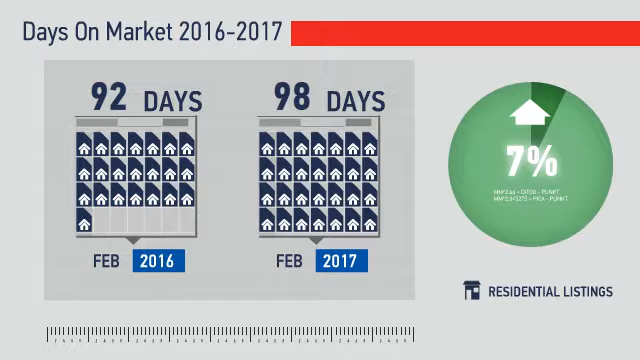 Days On Market 2016-2017
92 DAYS
98 DAYS
7%
FEB 2016
FEB 2017
RESIDENTIAL LISTINGS